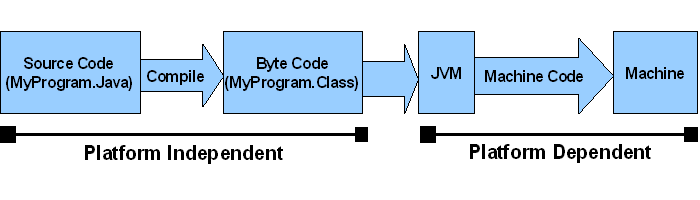 Source Code
(MyProgram.Java)
Compile
Byte Code
(MyProgram.Class)
JVM
Machine Code
Machine
Platform Independent
Platform Dependent